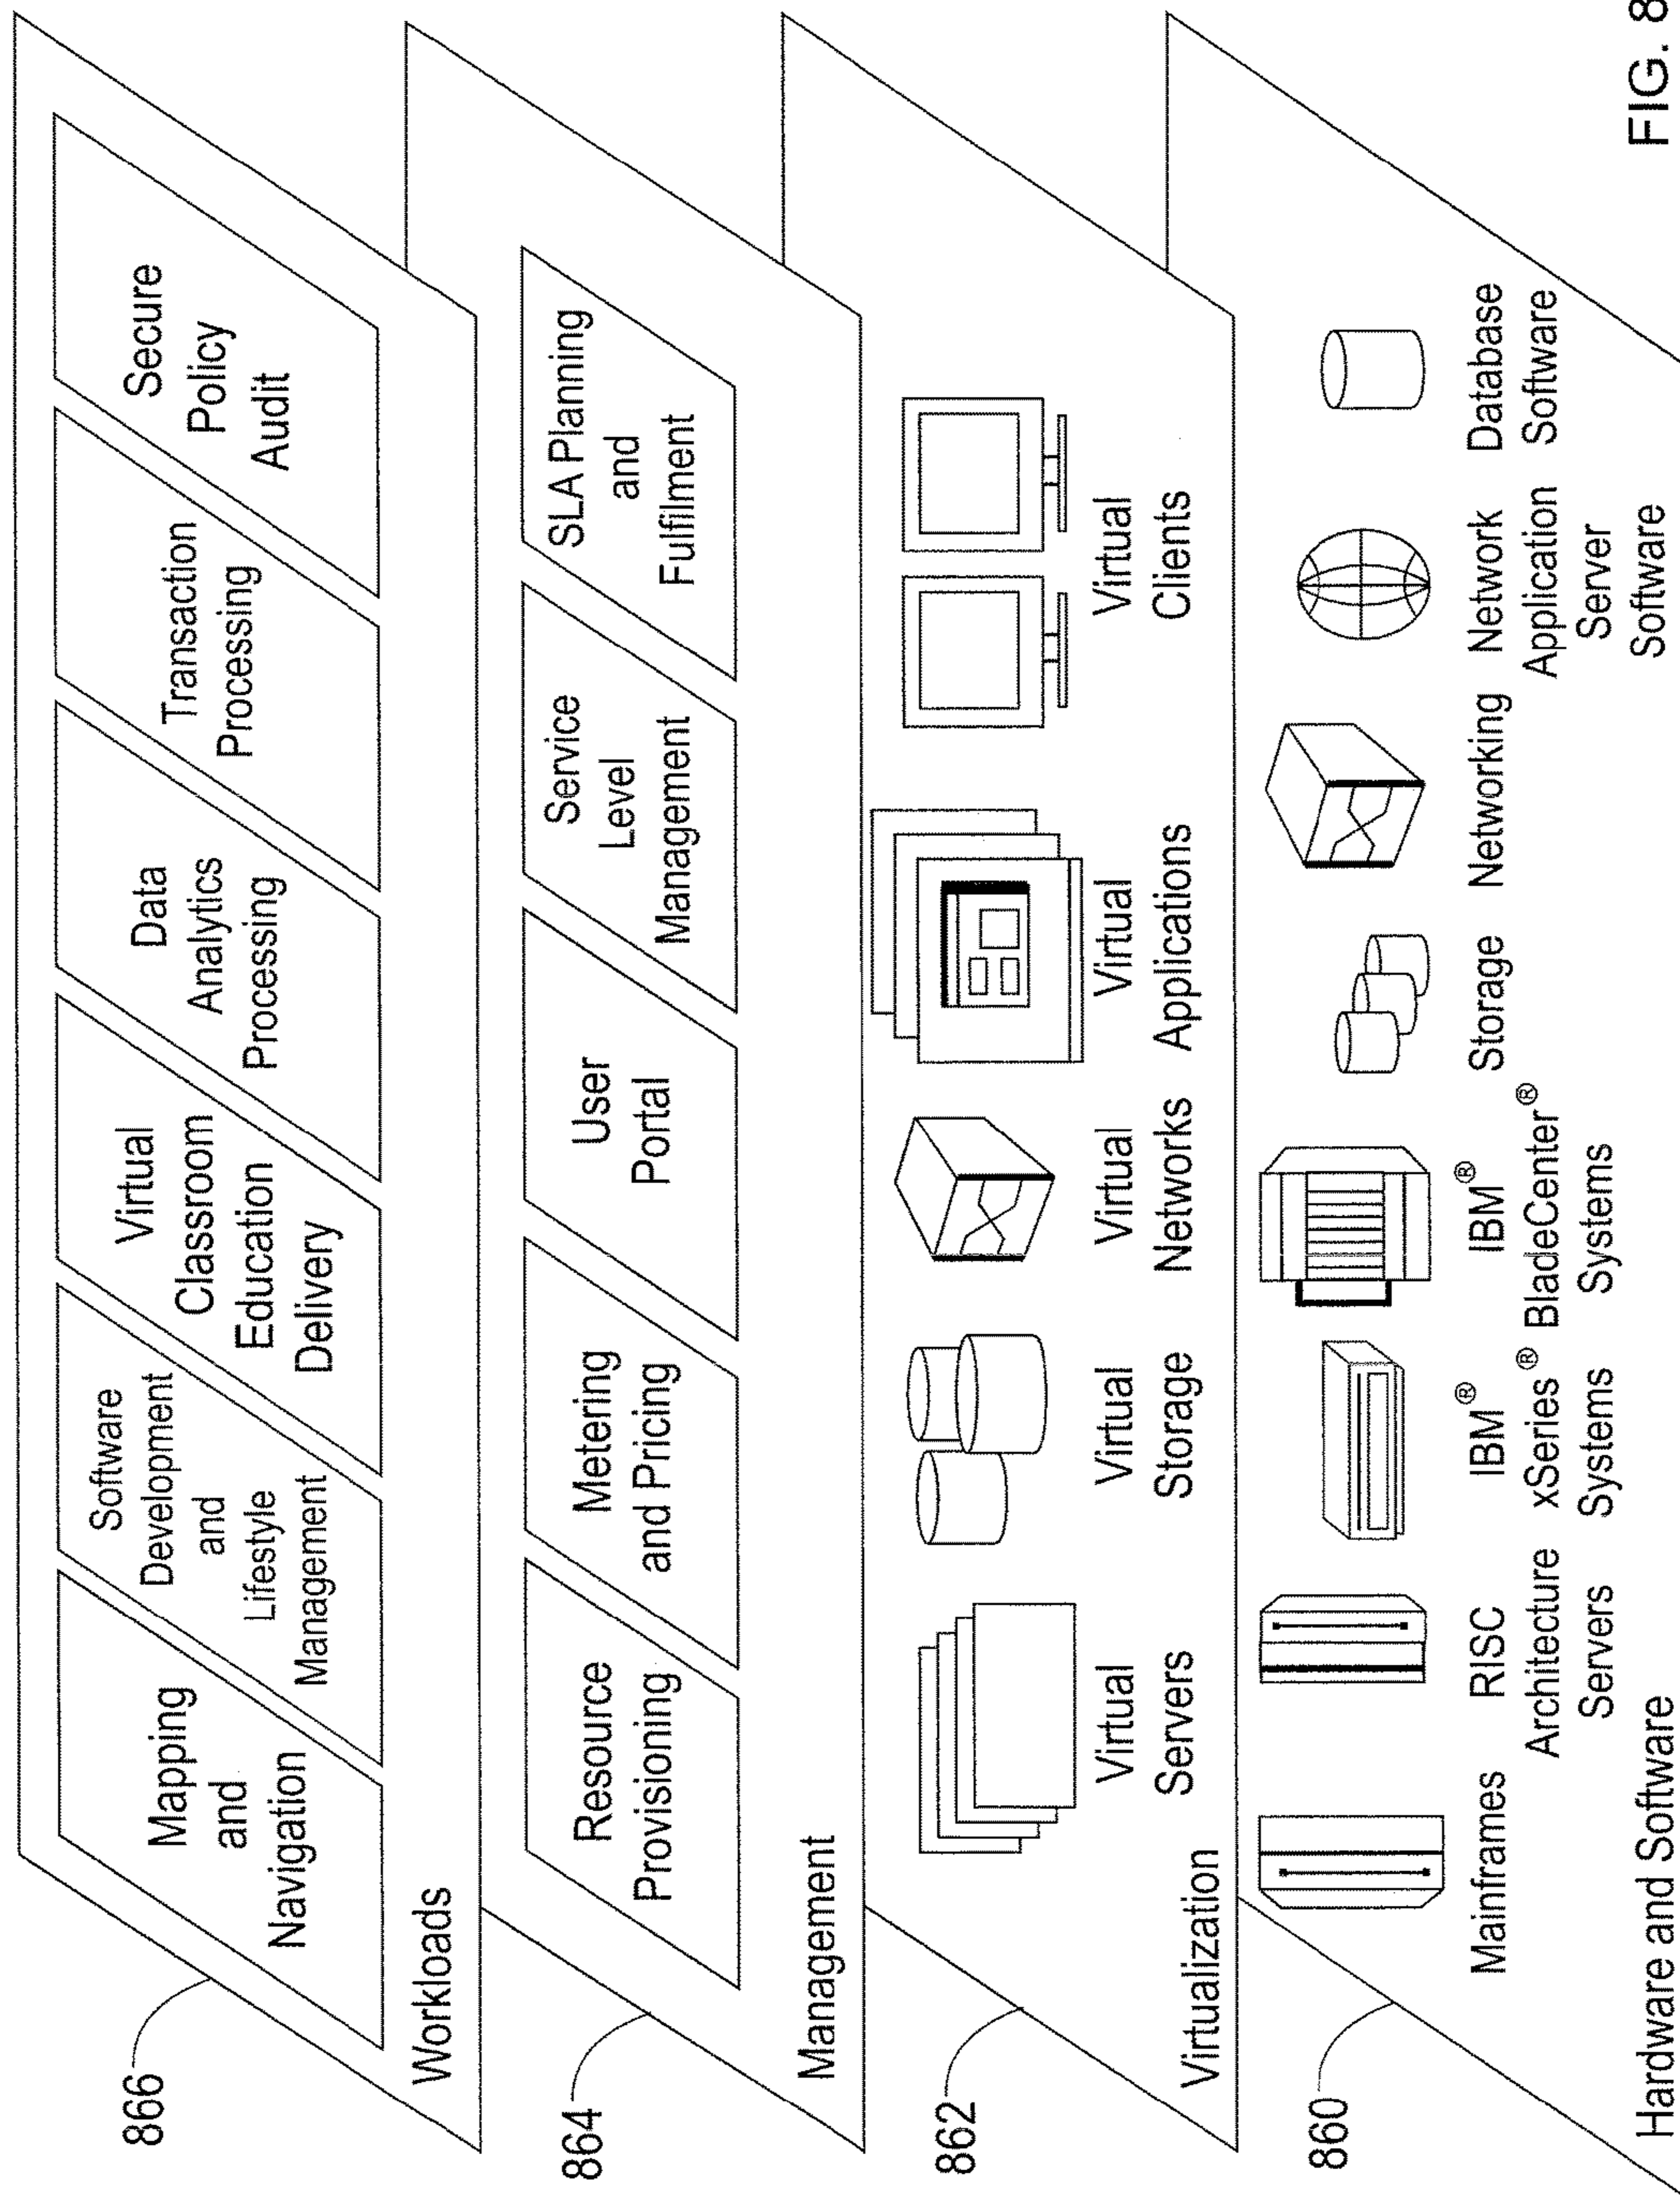 866
Mapping
and
Navigation
Software
Development
and
Lifestyle
Management
Virtual
Classroom
Education
Delivery
Data
Analytics
Processing
Transaction
Processing
Secure
Policy
Audit
Workloads
864
Resource
Provisioning
Metering
and Pricing
User
Portal
Service
Level
Management
SLA Planning
and
Fulfilment
Management
862
Virtual
Servers
Virtual
Storage
Virtual
Networks
Virtual
Applications
Virtual
Clients
Virtualization
860
Mainframes
RISC
Architecture
Servers
IBM®
xSeries®
Systems
IBM®
BladeCenter®
Systems
Storage
Networking
Network
Application
Server
Software
Database
Software
Hardware and Software
FIG. 8